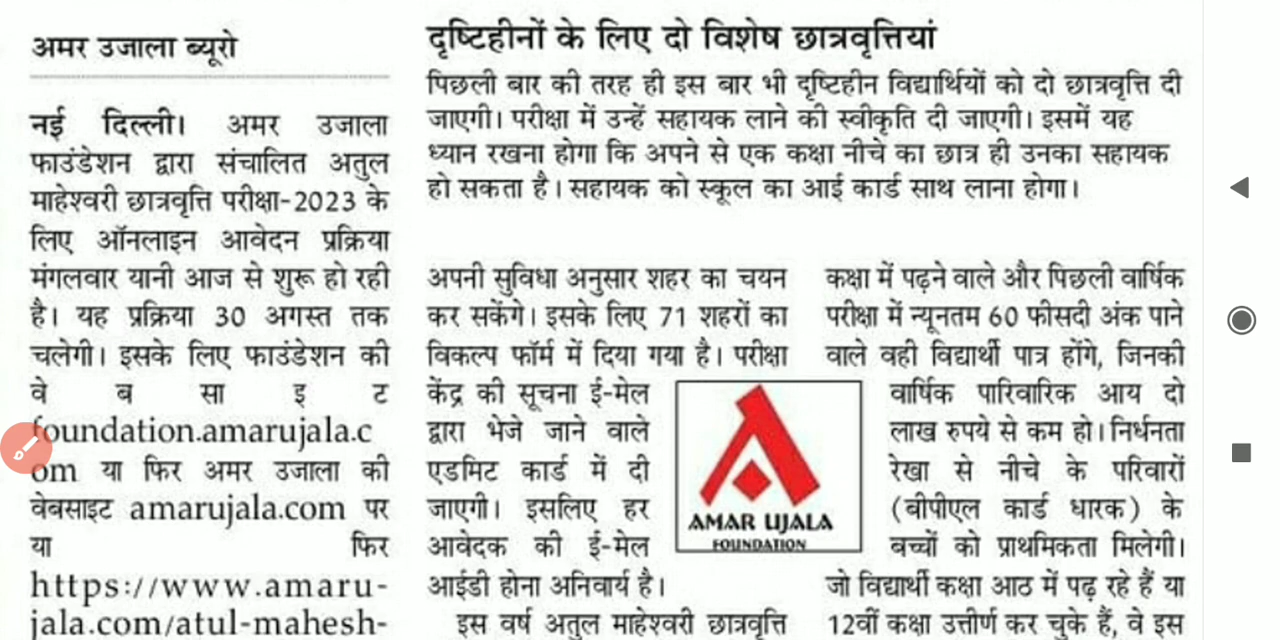 अमर उजाला ब्यूरो
नई दिल्ली। अमर उजाला
फाउंडेशन द्वारा संचालित अतुल
माहेश्वरी छात्रवृत्ति परीक्षा-2023 के
लिए ऑनलाइन आवेदन प्रक्रिया
मंगलवार यानी आज से शुरू हो रही
है। यह प्रक्रिया 30 अगस्त तक
चलेगी। इसके लिए फाउंडेशन की
वे ब सा इ ट
foundation.amarujala.c
om या फिर अमर उजाला की
वेबसाइट amarujala.com पर
या फिर
https://www.amaru-
jala.com/atul-mahesh-
दृष्टिहीनों के लिए दो विशेष छात्रवृत्तियां
पिछली बार की तरह ही इस बार भी दृष्टिहीन विद्यार्थियों को दो छात्रवृत्ति दी
जाएगी। परीक्षा में उन्हें सहायक लाने की स्वीकृति दी जाएगी। इसमें यह
ध्यान रखना होगा कि अपने से एक कक्षा नीचे का छात्र ही उनका सहायक
हो सकता है। सहायक को स्कूल का आई कार्ड साथ लाना होगा।
अपनी सुविधा अनुसार शहर का चयन
कर सकेंगे। इसके लिए 71 शहरों का
विकल्प फॉर्म में दिया गया है। परीक्षा
केंद्र की सूचना ई-मेल
द्वारा भेजे जाने वाले
एडमिट कार्ड में दी
जाएगी। इसलिए हर
आवेदक की ई-मेल
आईडी होना अनिवार्य है।
इस वर्ष अतुल माहेश्वरी छात्रवृत्ति
AMAR UJALA
FOUNDATION
कक्षा में पढ़ने वाले और पिछली वार्षिक
परीक्षा में न्यूनतम 60 फीसदी अंक पाने
वाले वही विद्यार्थी पात्र होंगे, जिनकी
वार्षिक पारिवारिक आय दो
लाख रुपये से कम हो। निर्धनता
रेखा से नीचे के परिवारों
(बीपीएल कार्ड धारक) के
बच्चों को प्राथमिकता मिलेगी।
जो विद्यार्थी कक्षा आठ में पढ़ रहे हैं या
12वीं कक्षा उत्तीर्ण कर चुके हैं, वे इस